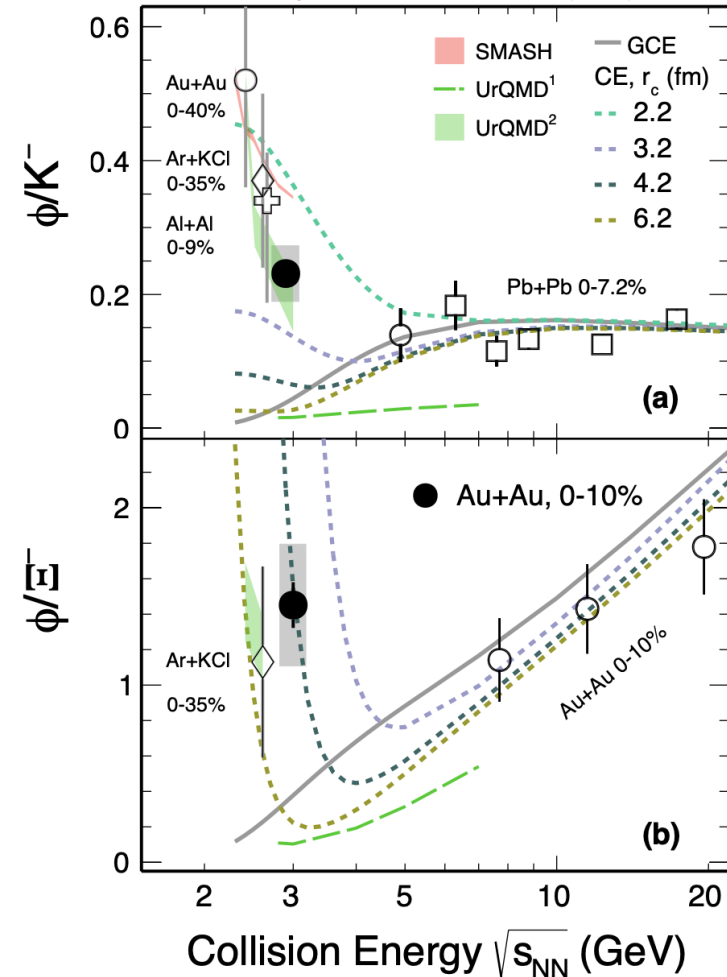 0.6
SMASH
GCE
Au+Au
0-40%
UrQMD¹
CE, r_c (fm)
UrQMD²
2.2
3.2
4.2
6.2
0.4
Ar+KCl
0-35%
Al+Al
0-9%
ϕ/K⁻
0.2
Pb+Pb 0-7.2%
0
(a)
Au+Au, 0-10%
2
ϕ/Ξ⁻
Ar+KCl
0-35%
1
Au+Au 0-10%
0
(b)
2 3 5 10 20
Collision Energy √s_NN (GeV)